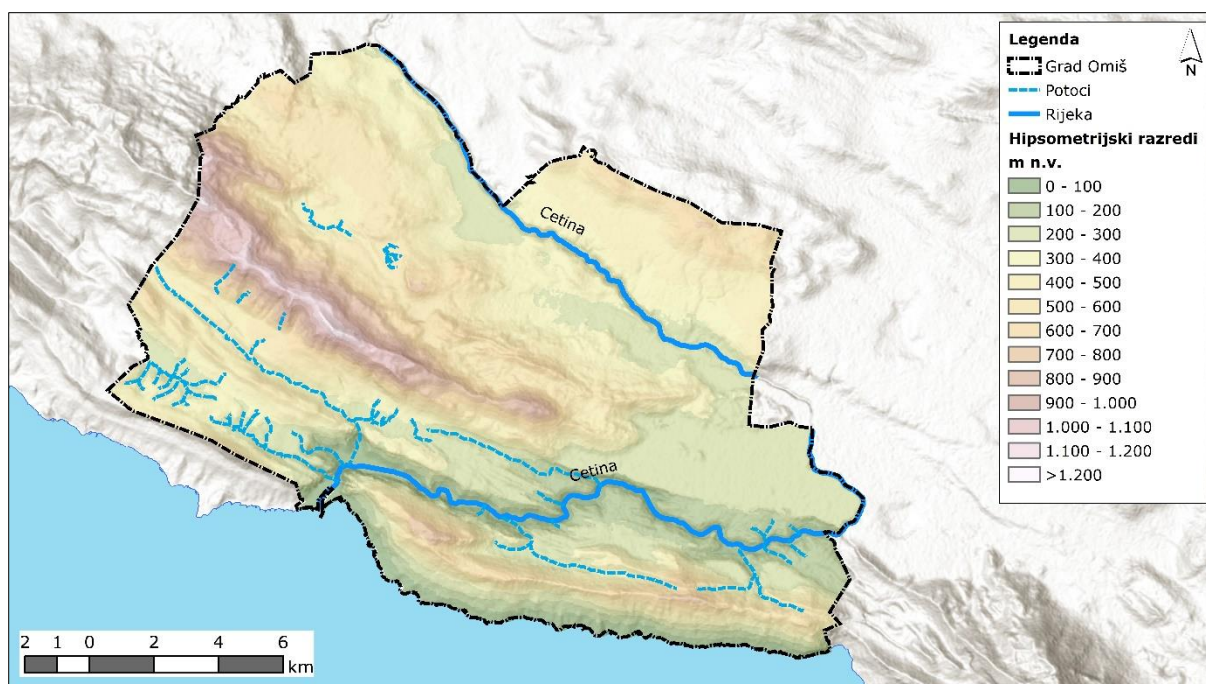 Legenda
N
Grad Omiš
Potoci
Rijeka
Hipsometrijski razredi
m n.v.
0 - 100
100 - 200
200 - 300
300 - 400
400 - 500
500 - 600
600 - 700
700 - 800
800 - 900
900 - 1.000
1.000 - 1.100
1.100 - 1.200
>1.200
Cetina
Cetina
2 1 0 2 4 6
km